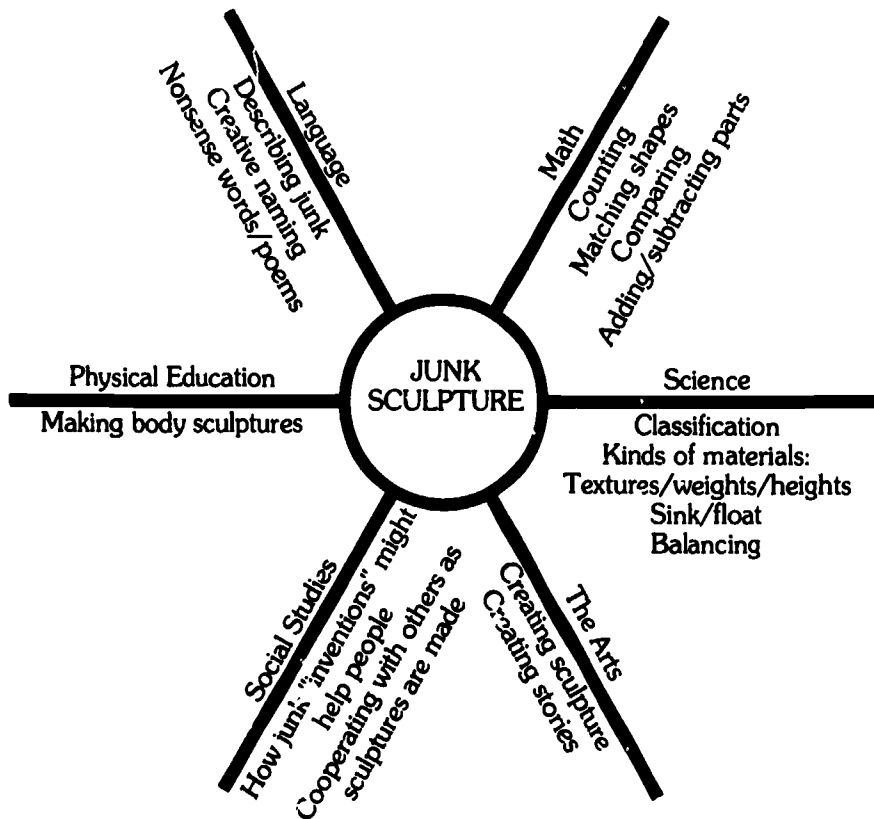 Language
Describing junk
Creative naming
Nonsense words/poems
Math
Counting
Matching shapes
Comparing
Adding/subtracting parts
JUNK
SCULPTURE
Physical Education
Making body sculptures
Science
Classification
Kinds of materials:
Textures/weights/heights
Sink/float
Balancing
Social Studies
How junk "inventions" might
help people
Cooperating with others as
sculptures are made
The Arts
Creating sculpture
Creating stories